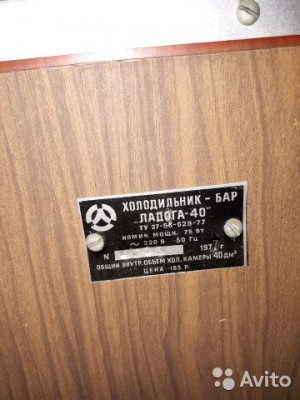 ХОЛОДИЛЬНИК - БАР
"ЛАДОГА-40"
ТУ 27-56-629-77
НОМИН МОЩН. 75 Вт
~ 220 В 50 Гц
N 197 г
ОБЩИЙ ВНУТР. ОБЪЕМ ХОЛ. КАМЕРЫ 40 ДМ³
ЦЕНА 185 Р.
Avito